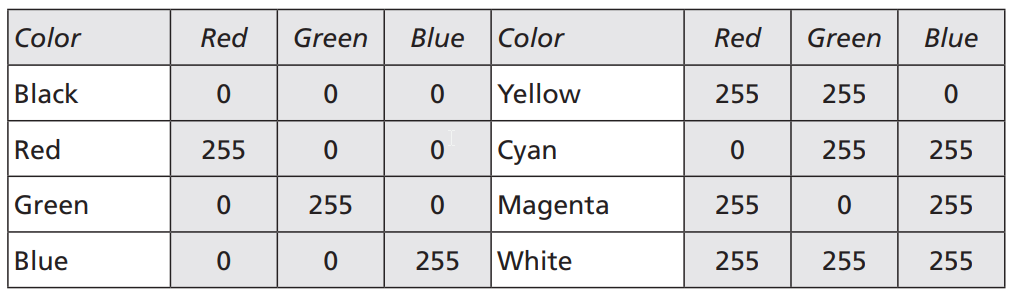 Color Red Green Blue Color Red Green Blue
Black 0 0 0 Yellow 255 255 0
Red 255 0 0 Cyan 0 255 255
Green 0 255 0 Magenta 255 0 255
Blue 0 0 255 White 255 255 255